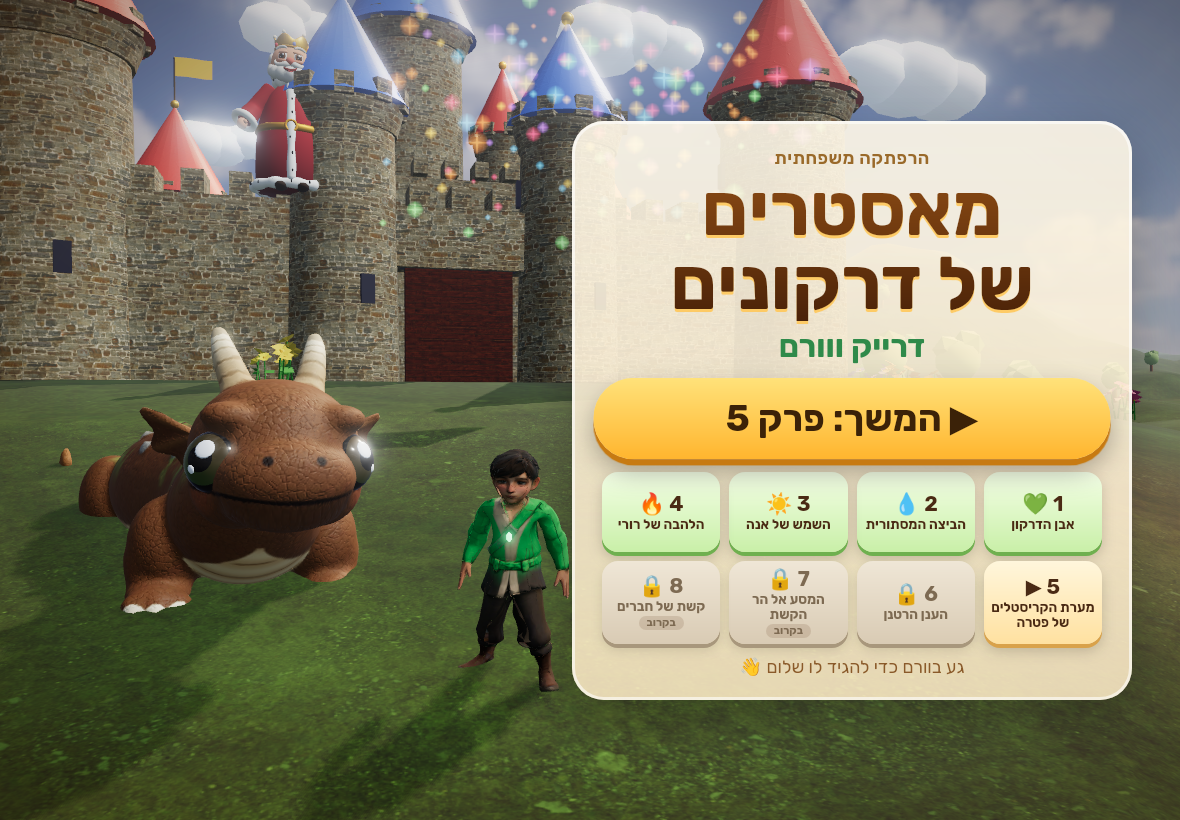 הרפתקה משפחתית
מאסטרים
של דרקונים
דרייק ווורם
▶ המשך: פרק 5
1 💚
אבן הדרקון
2 💧
הביצה המסתורית
3 ☀️
השמש של אנה
4 🔥
הלהבה של רורי
5 ▶
מערת הקריסטלים
של פטרה
6 🔒
הענן הרטנן
7 🔒
המסע אל הר
הקשת
בקרוב
8 🔒
קשת של חברים
בקרוב
גע בוורם כדי להגיד לו שלום 👋